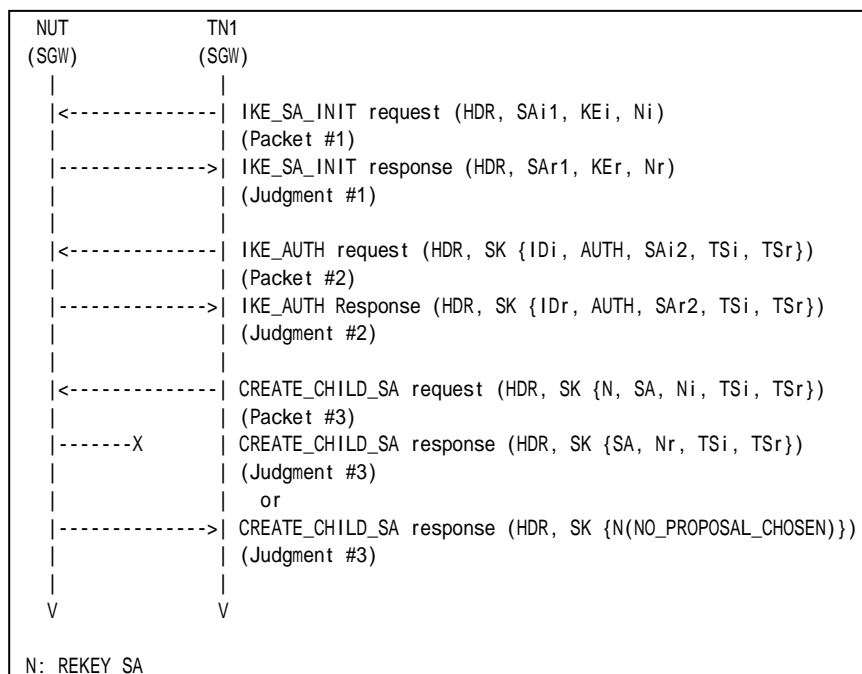 NUT TN1
(SGW) (SGW)
| |
|<--------------| IKE_SA_INIT request (HDR, SAi1, KEi, Ni)
| | (Packet #1)
|-------------->| IKE_SA_INIT response (HDR, SAr1, KEr, Nr)
| | (Judgment #1)
| |
|<--------------| IKE_AUTH request (HDR, SK {IDi, AUTH, SAi2, TSi, TSr})
| | (Packet #2)
|-------------->| IKE_AUTH Response (HDR, SK {IDr, AUTH, SAr2, TSi, TSr})
| | (Judgment #2)
| |
|<--------------| CREATE_CHILD_SA request (HDR, SK {N, SA, Ni, TSi, TSr})
| | (Packet #3)
|-------X | CREATE_CHILD_SA response (HDR, SK {SA, Nr, TSi, TSr})
| | (Judgment #3)
| | or
|-------------->| CREATE_CHILD_SA response (HDR, SK {N(NO_PROPOSAL_CHOSEN)})
| | (Judgment #3)
| |
V V
N: REKEY SA